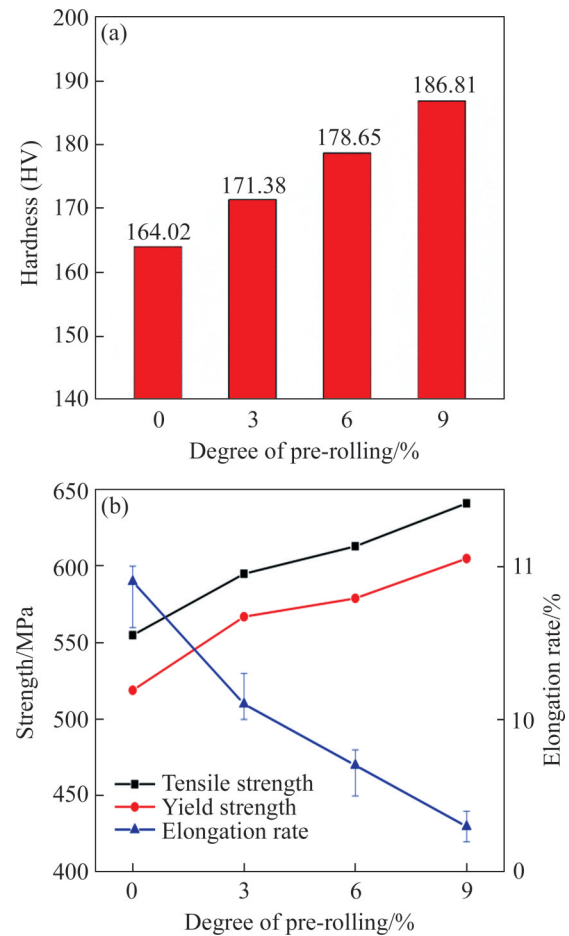 (a)
200
190
180
170
160
150
140
Hardness (HV)
164.02
171.38
178.65
186.81
0 3 6 9
Degree of pre-rolling/%
(b)
650
600
550
500
450
400
Strength/MPa
11
10
0
Elongation rate/%
Tensile strength
Yield strength
Elongation rate
0 3 6 9
Degree of pre-rolling/%